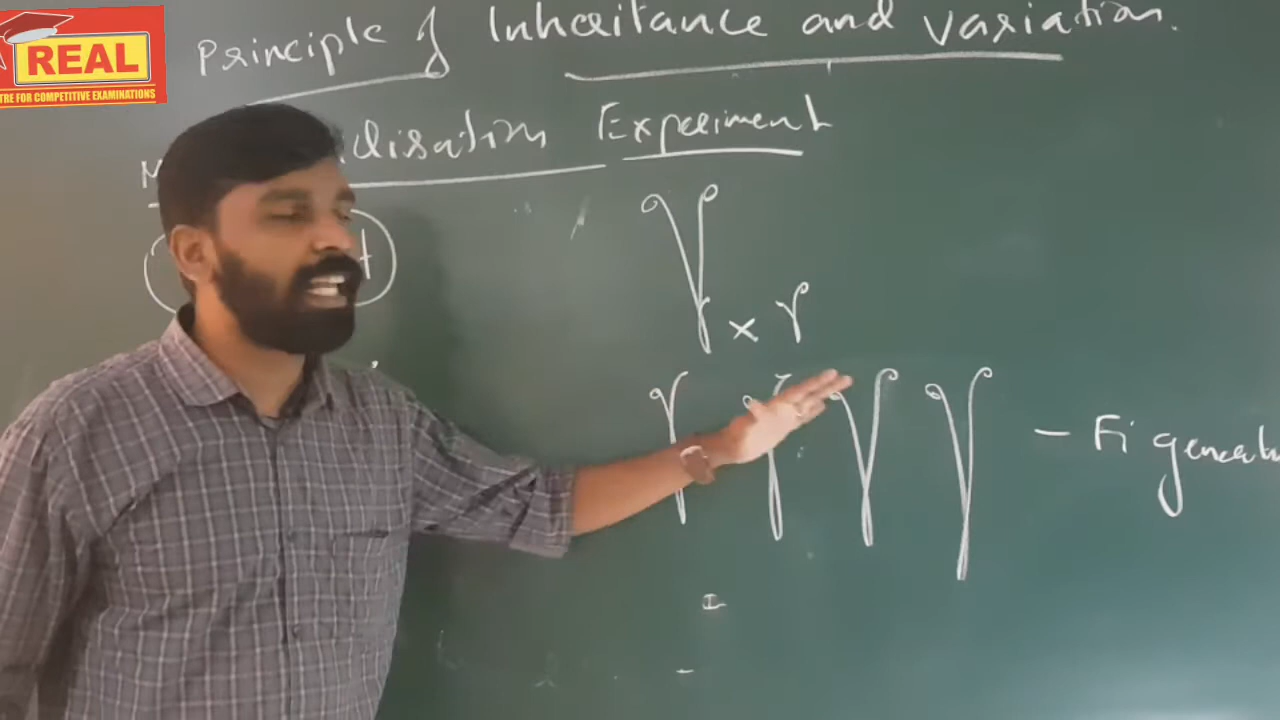 REAL
TRE FOR COMPETITIVE EXAMINATIONS
Principle of Inheritance and variation.
Experiment
×
- F1 generati